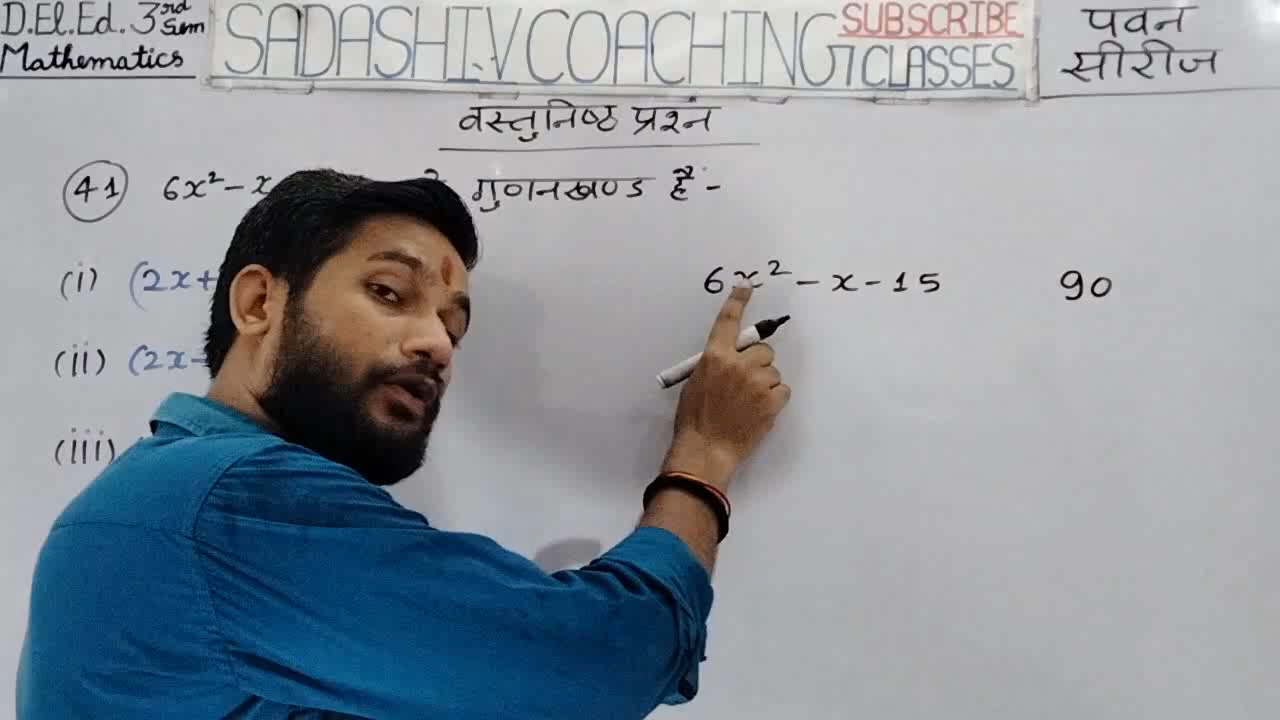 D.El.Ed. 3rd Sem
Mathematics
SADASHIV COACHING CLASSES
SUBSCRIBE
पवन
सीरीज
वस्तुनिष्ठ प्रश्न
41 6x² - x गुणनखण्ड हैं -
(i) (2x+
(ii) (2x-
(iii)
6x² - x - 15 90